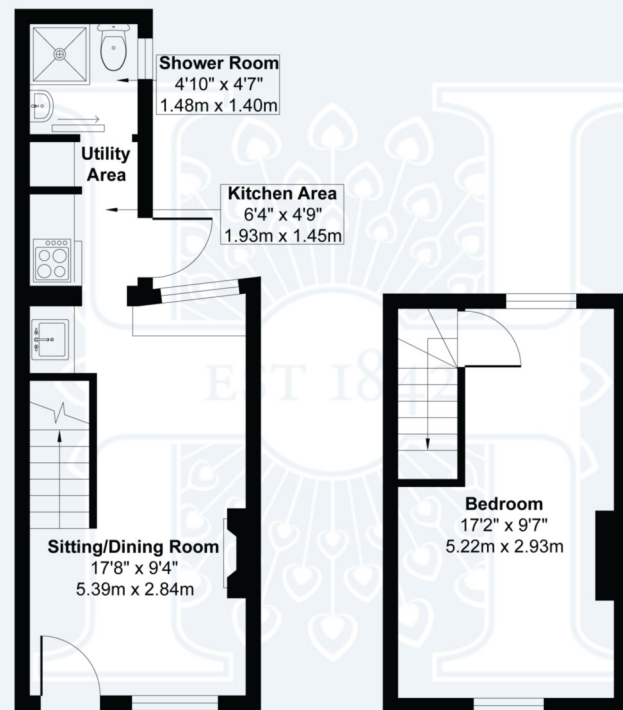 Shower Room
4'10" x 4'7"
1.48m x 1.40m
Utility
Area
Kitchen Area
6'4" x 4'9"
1.93m x 1.45m
EST 1842
Sitting/Dining Room
17'8" x 9'4"
5.39m x 2.84m
Bedroom
17'2" x 9'7"
5.22m x 2.93m